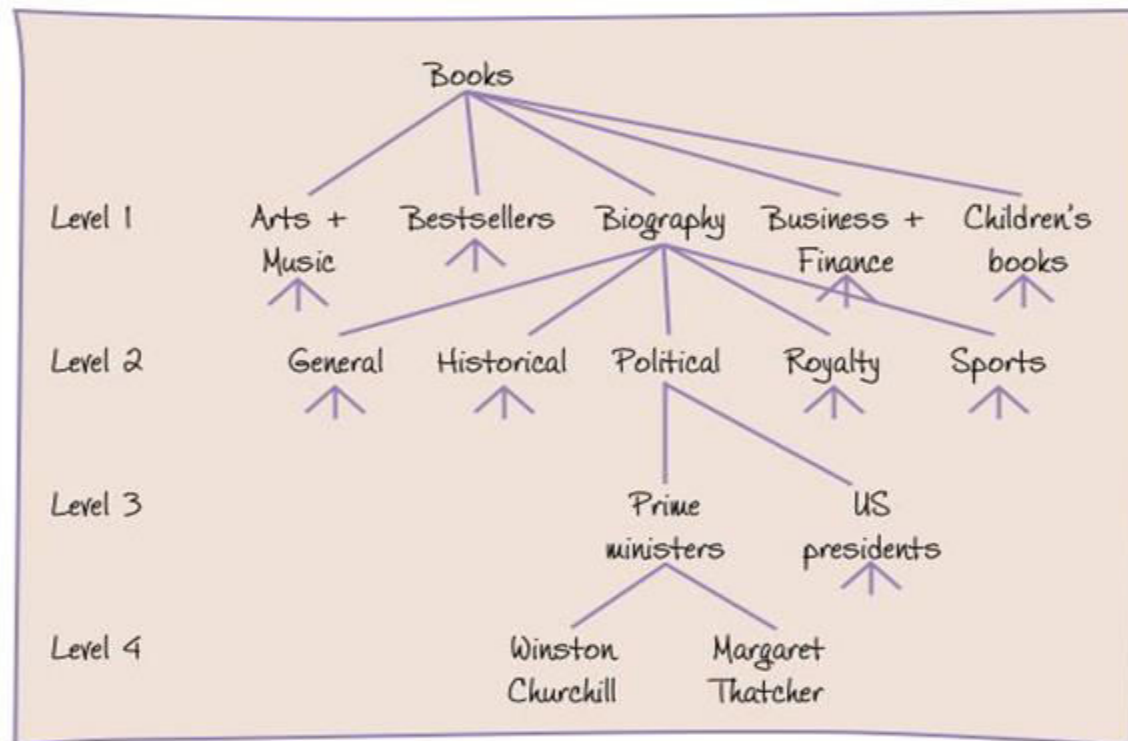 Books
Level 1 Arts + Bestsellers Biography Business + Children's
Music Finance books
Level 2 General Historical Political Royalty Sports
Level 3 Prime US
ministers presidents
Level 4 Winston Margaret
Churchill Thatcher